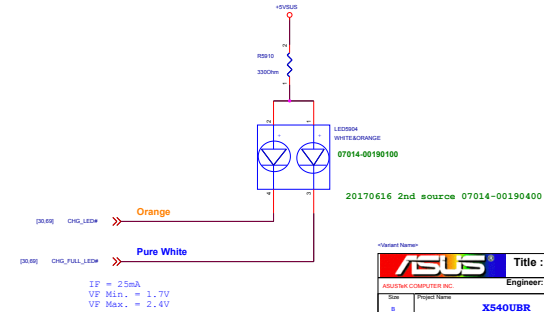 +5VSUS
2
R5910
330Ohm
1
2
1
LED5904
WHITE&ORANGE
+
+
07014-00190100
4
3
20170616 2nd source 07014-00190400
Orange
[30,69] CHG_LED#
Pure White
[30,69] CHG_FULL_LED#
IF = 25mA
VF Min. = 1.7V
VF Max. = 2.4V
<Variant Name>
ASUS®
Title :
ASUSTeK COMPUTER INC.
Engineer:
Size
Project Name
B
X540UBR